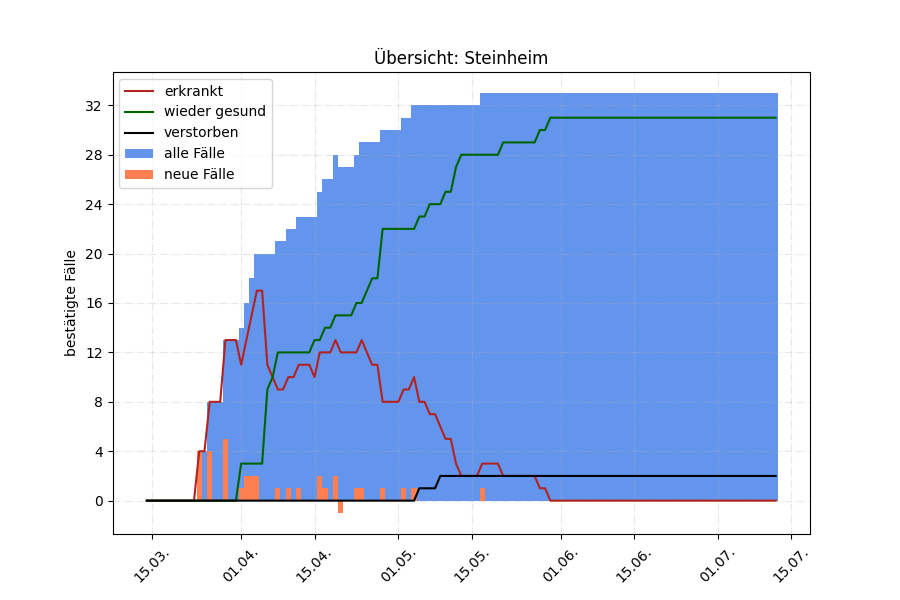 Übersicht: Steinheim
erkrankt
wieder gesund
verstorben
alle Fälle
neue Fälle
bestätigte Fälle
32
28
24
20
16
12
8
4
0
15.03.
01.04.
15.04.
01.05.
15.05.
01.06.
15.06.
01.07.
15.07.